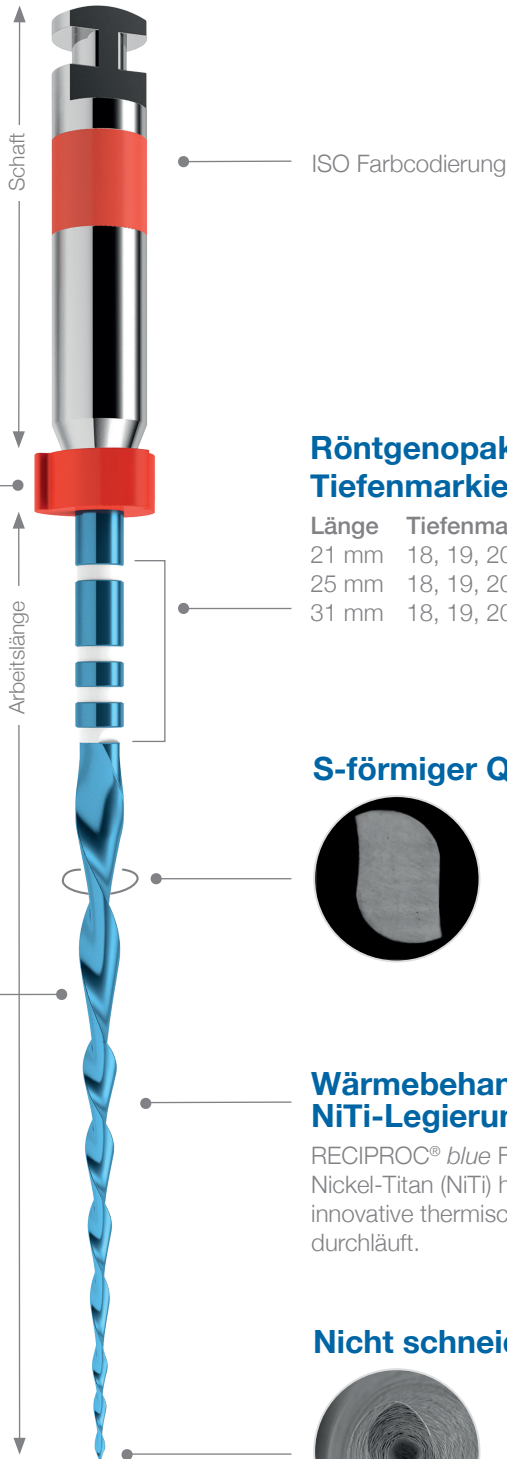 Schaft
ISO Farbcodierung
Röntgenopak
Tiefenmarkie
Länge Tiefenma
21 mm 18, 19, 20
25 mm 18, 19, 20
31 mm 18, 19, 20
Arbeitslänge
S-förmiger Q
Wärmebehan
NiTi-Legierun
RECIPROC® blue F
Nickel-Titan (NiTi) h
innovative thermisc
durchläuft.
Nicht schneid